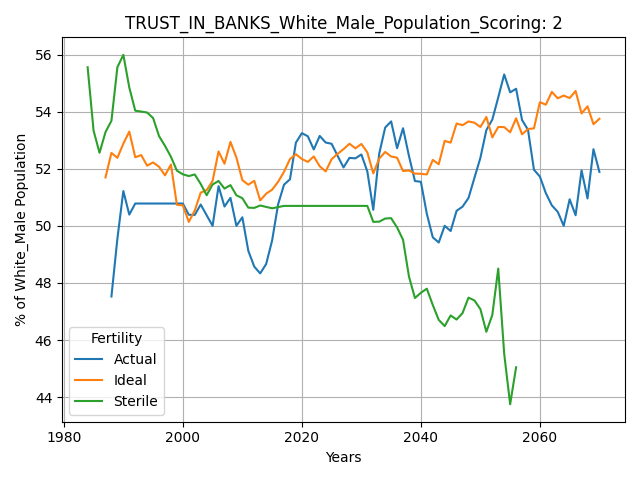 TRUST_IN_BANKS_White_Male_Population_Scoring: 2
% of White_Male Population
56
54
52
50
48
46
44
Fertility
Actual
Ideal
Sterile
1980
2000
2020
2040
2060
Years